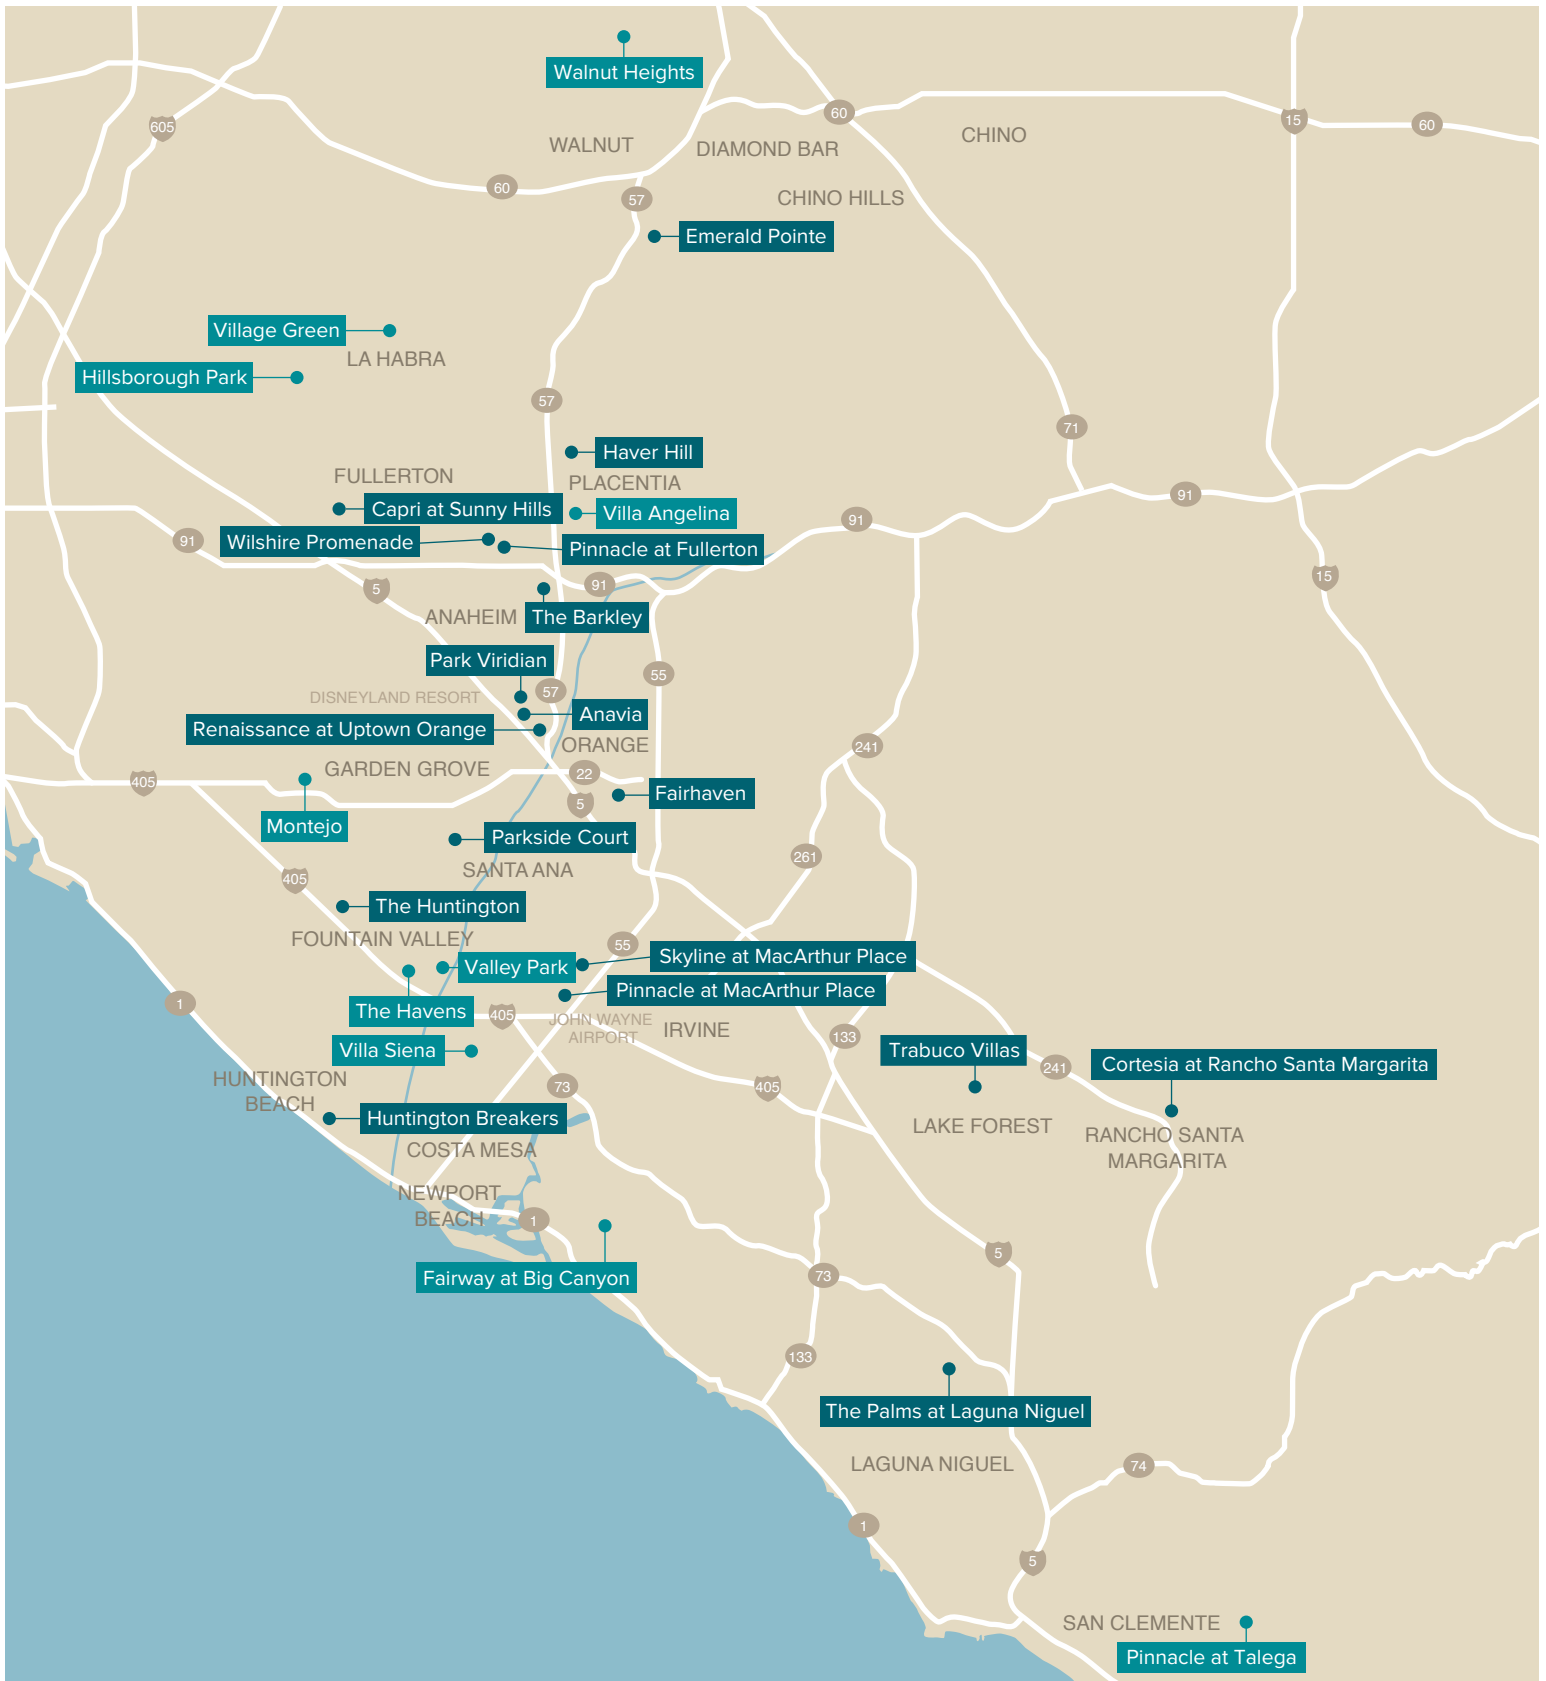 Walnut Heights
60
15
60
605
CHINO
WALNUT
DIAMOND BAR
60
57
CHINO HILLS
Emerald Pointe
Village Green
LA HABRA
Hillsborough Park
57
71
Haver Hill
FULLERTON
PLACENTIA
91
Capri at Sunny Hills
Villa Angelina
91
91
Wilshire Promenade
Pinnacle at Fullerton
15
5
91
ANAHEIM
The Barkley
Park Viridian
55
57
DISNEYLAND RESORT
Anavia
Renaissance at Uptown Orange
ORANGE
241
GARDEN GROVE
22
405
Fairhaven
5
Montejo
Parkside Court
261
SANTA ANA
405
The Huntington
FOUNTAIN VALLEY
55
Skyline at MacArthur Place
Valley Park
Pinnacle at MacArthur Place
1
The Havens
405
JOHN WAYNE
AIRPORT
IRVINE
133
Villa Siena
Trabuco Villas
241
Cortesia at Rancho Santa Margarita
HUNTINGTON
BEACH
73
405
Huntington Breakers
LAKE FOREST
RANCHO SANTA
MARGARITA
COSTA MESA
NEWPORT
BEACH
1
5
Fairway at Big Canyon
73
133
The Palms at Laguna Niguel
LAGUNA NIGUEL
74
1
5
SAN CLEMENTE
Pinnacle at Talega